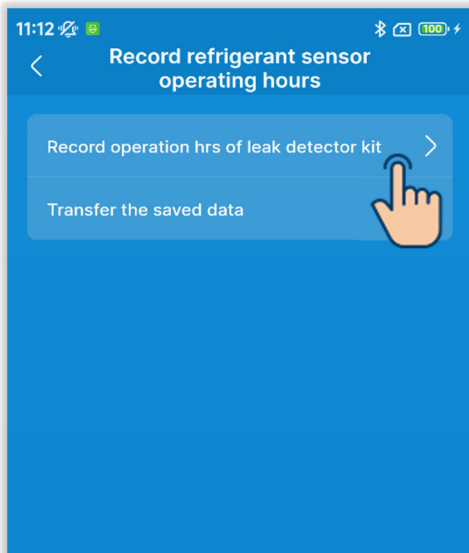 11:12
100
Record refrigerant sensor
operating hours
Record operation hrs of leak detector kit
Transfer the saved data